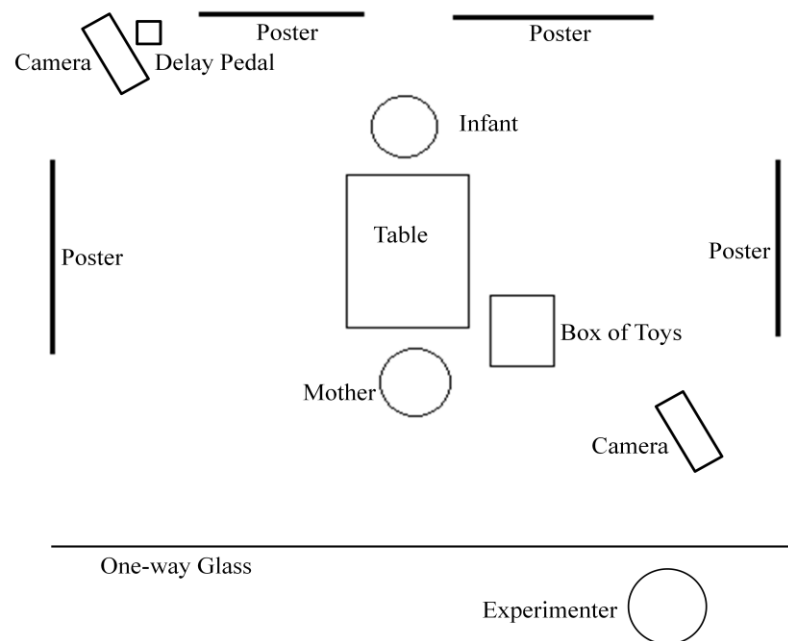 Poster
Poster
Camera
Delay Pedal
Infant
Table
Poster
Poster
Box of Toys
Mother
Camera
One-way Glass
Experimenter